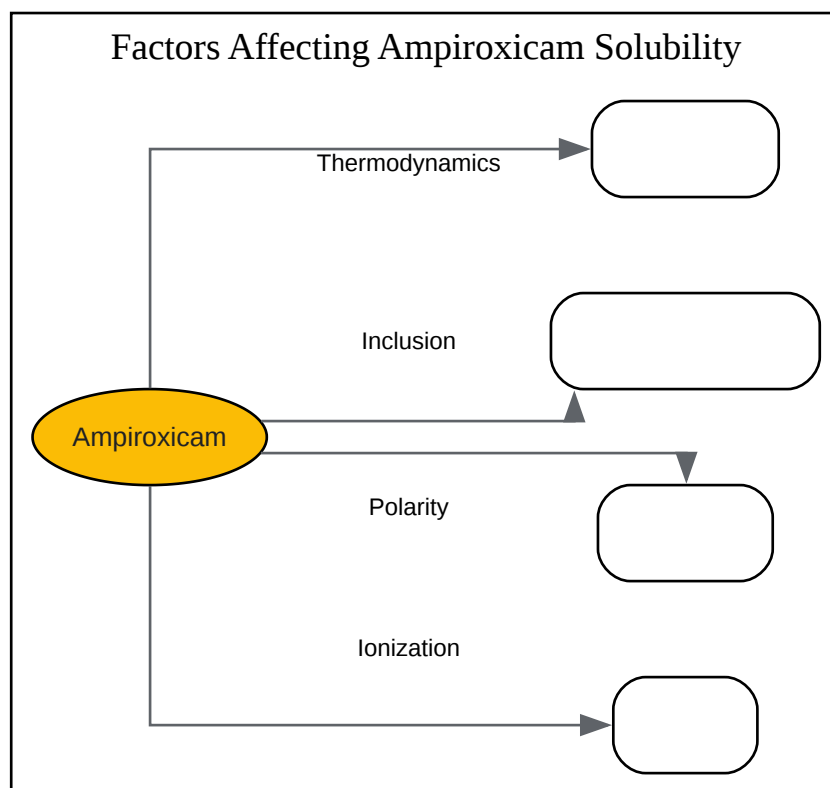 Factors Affecting Ampiroxicam Solubility
Thermodynamics
Inclusion
Ampiroxicam
Polarity
Ionization